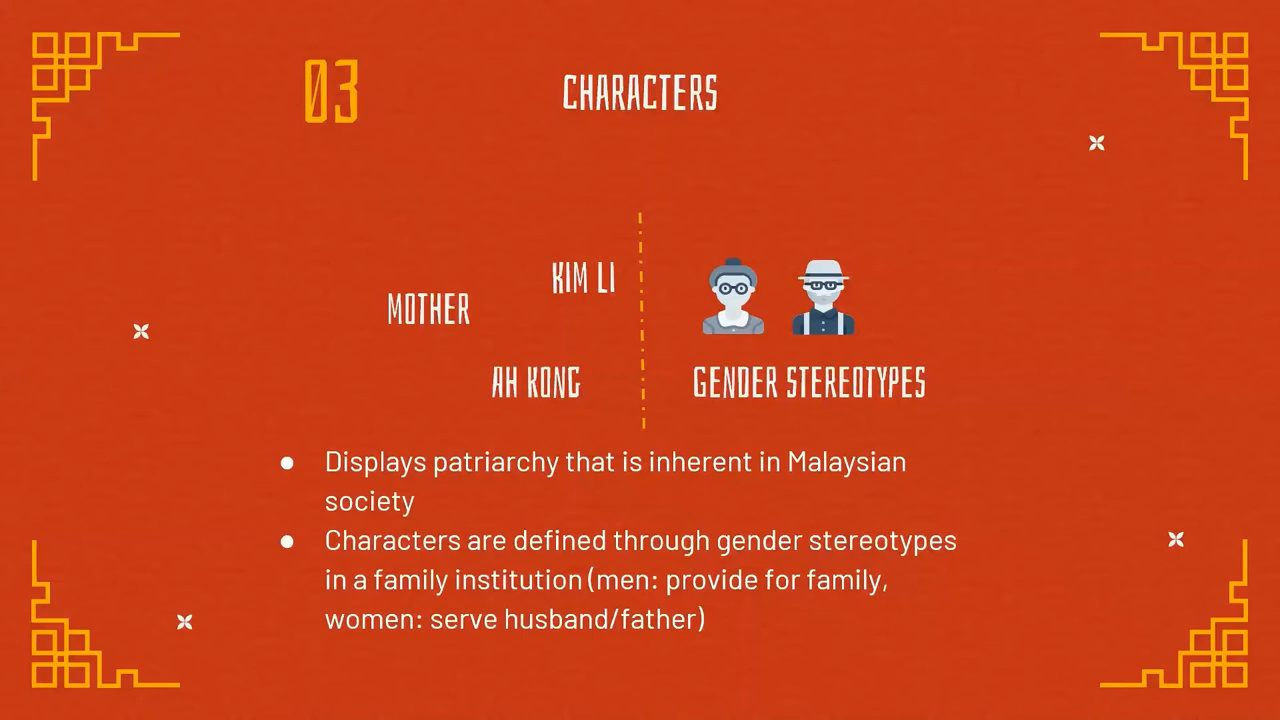 03
CHARACTERS
KIM LI
MOTHER
AH KONG
GENDER STEREOTYPES
● Displays patriarchy that is inherent in Malaysian
society
● Characters are defined through gender stereotypes
in a family institution (men: provide for family,
women: serve husband/father)